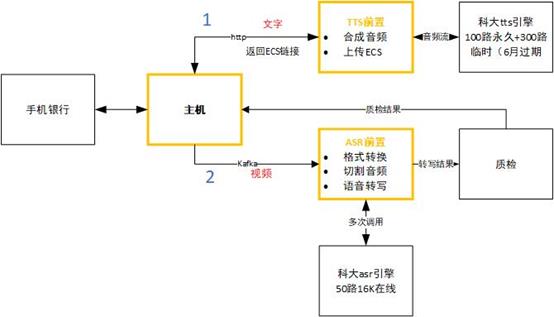 1
文字
http
返回ECS链接
TTS前置
• 合成音频
• 上传ECS
音频流
科大tts引擎
100路永久+300路
临时（6月过期
手机银行
主机
质检结果
2
Kafka
视频
ASR前置
• 格式转换
• 切割音频
• 语音转写
转写结果
质检
多次调用
科大asr引擎
50路16K在线